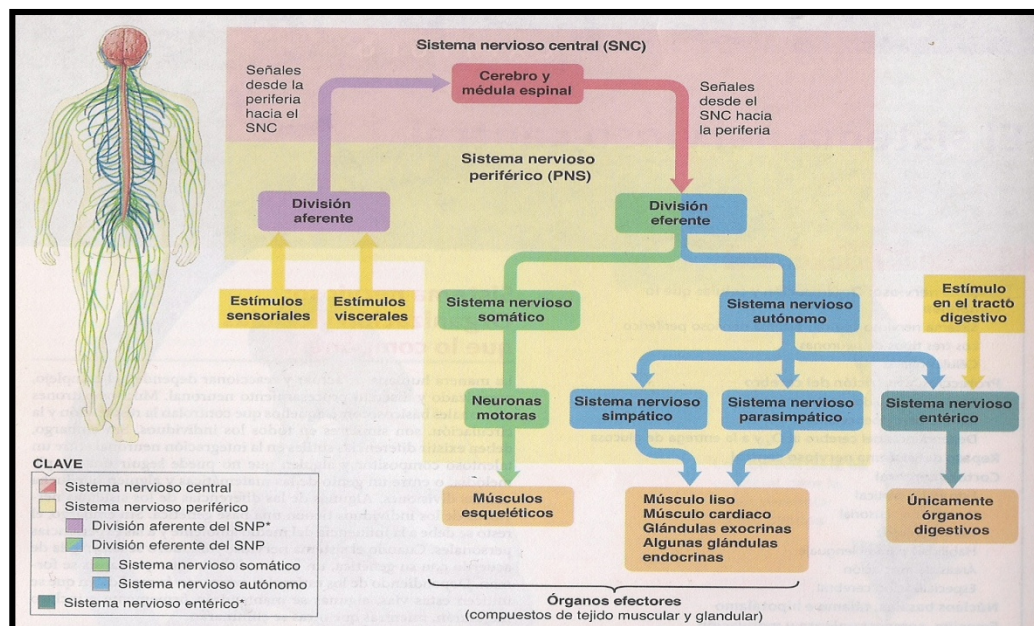 Sistema nervioso central (SNC)
Señales
desde la
periferia
hacia el
SNC
Cerebro y
médula espinal
Señales
desde el
SNC hacia
la periferia
Sistema nervioso
periférico (PNS)
División
aferente
División
eferente
Estímulos
sensoriales
Estímulos
viscerales
Sistema nervioso
somático
Sistema nervioso
autónomo
Estímulo
en el tracto
digestivo
Neuronas
motoras
Sistema nervioso
simpático
Sistema nervioso
parasimpático
Sistema nervioso
entérico
Músculos
esqueléticos
Músculo liso
Músculo cardiaco
Glándulas exocrinas
Algunas glándulas
endocrinas
Únicamente
órganos
digestivos
Órganos efectores
(compuestos de tejido muscular y glandular)
CLAVE
Sistema nervioso central
Sistema nervioso periférico
División aferente del SNP*
División eferente del SNP
Sistema nervioso somático
Sistema nervioso autónomo
Sistema nervioso entérico*